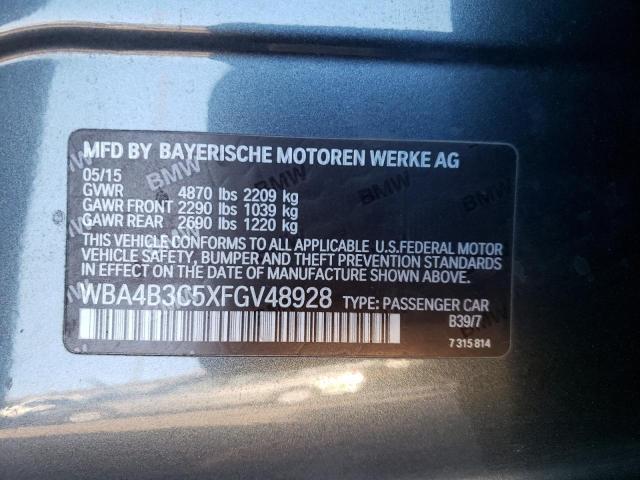 MFD BY BAYERISCHE MOTOREN WERKE AG
05/15
GVWR 4870 lbs 2209 kg
GAWR FRONT 2290 lbs 1039 kg
GAWR REAR 2690 lbs 1220 kg
THIS VEHICLE CONFORMS TO ALL APPLICABLE U.S.FEDERAL MOTOR
VEHICLE SAFETY, BUMPER, AND THEFT PREVENTION STANDARDS
IN EFFECT ON THE DATE OF MANUFACTURE SHOWN ABOVE.
WBA4B3C5XFGV48928 TYPE: PASSENGER CAR
B39/7
7 315 814